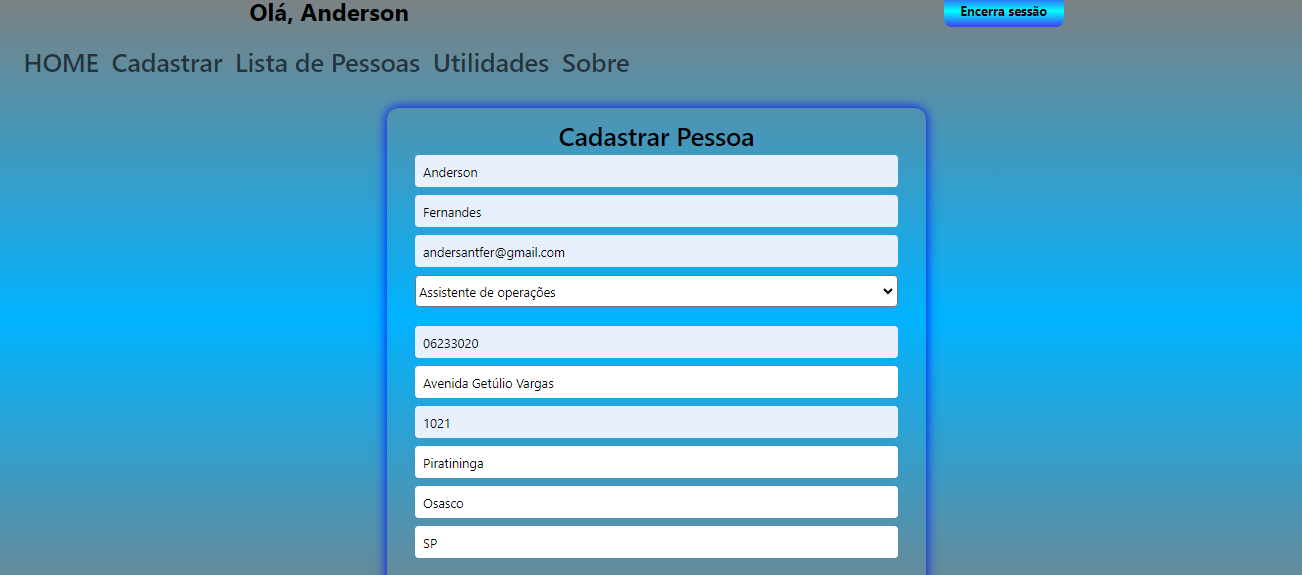 Olá, Anderson
Encerra sessão
HOME Cadastrar Lista de Pessoas Utilidades Sobre
Cadastrar Pessoa
Anderson
Fernandes
andersantfer@gmail.com
Assistente de operações
06233020
Avenida Getúlio Vargas
1021
Piratininga
Osasco
SP